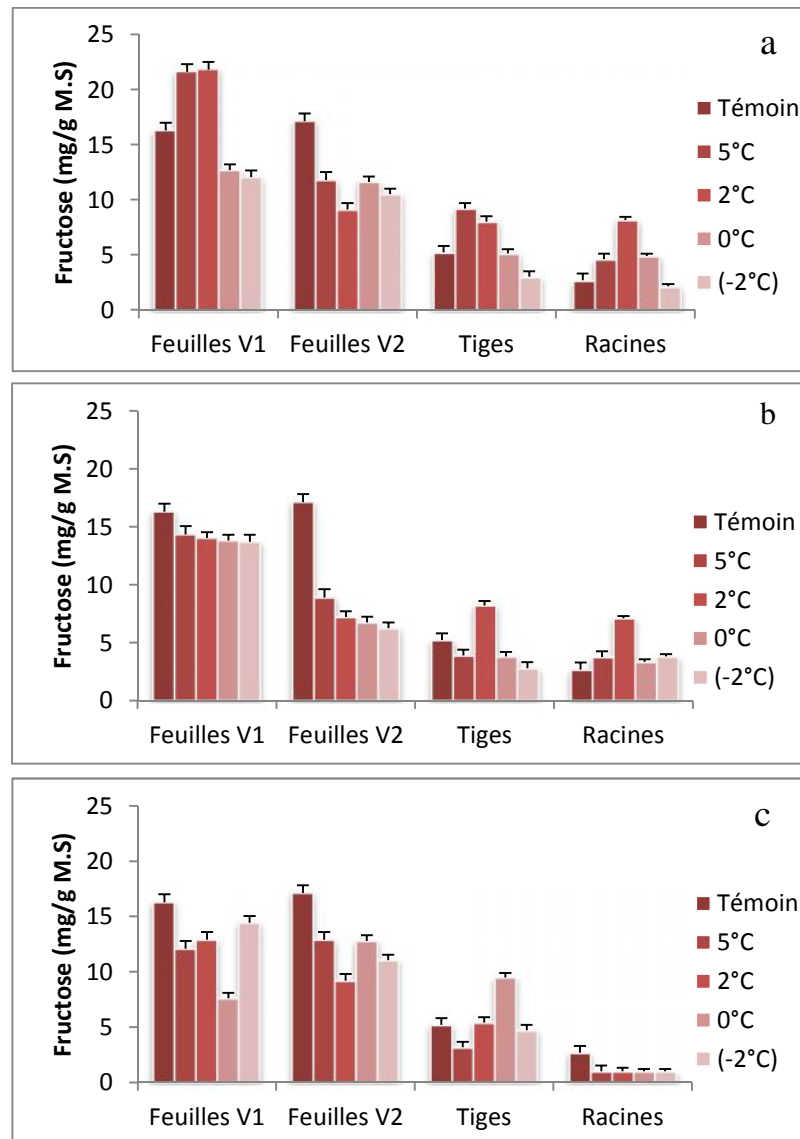 a
Fructose (mg/g M.S)
25
20
15
10
5
0
Feuilles V1 Feuilles V2 Tiges Racines
Témoin
5°C
2°C
0°C
(-2°C)
b
Fructose (mg/g M.S)
25
20
15
10
5
0
Feuilles V1 Feuilles V2 Tiges Racines
Témoin
5°C
2°C
0°C
(-2°C)
c
Fructose (mg/g M.S)
25
20
15
10
5
0
Feuilles V1 Feuilles V2 Tiges Racines
Témoin
5°C
2°C
0°C
(-2°C)